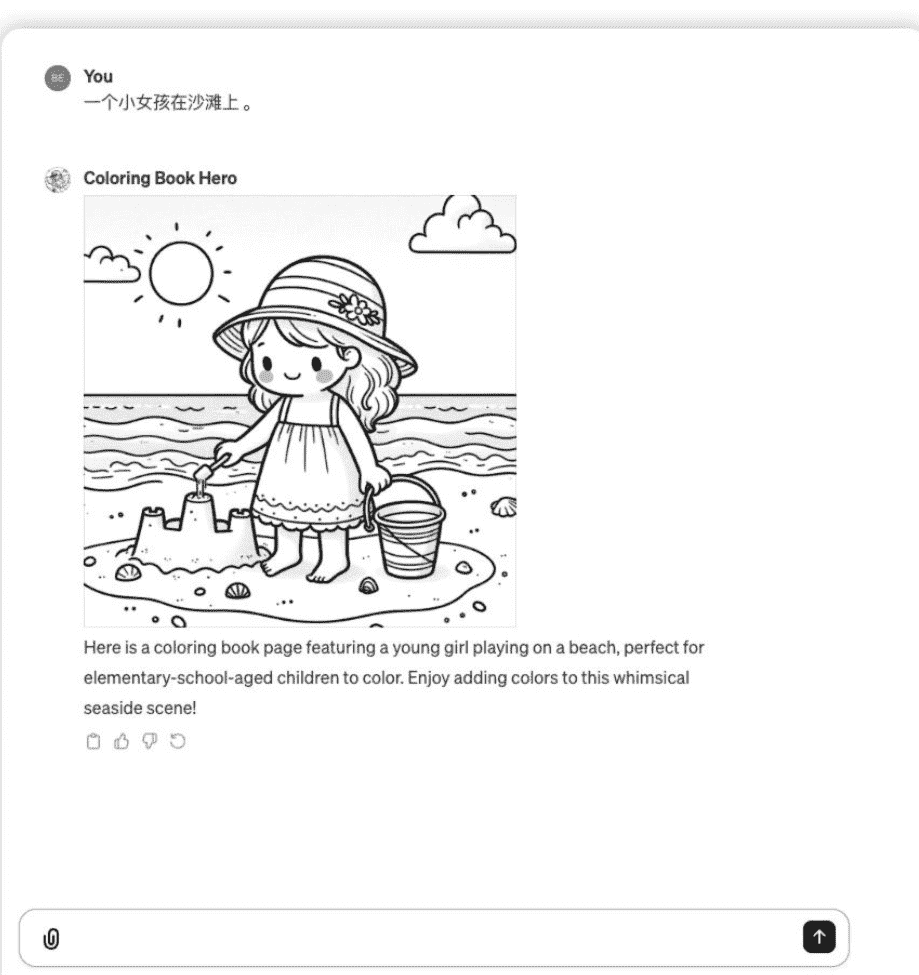 BE
You
一个小女孩在沙滩上 。
Coloring Book Hero
Here is a coloring book page featuring a young girl playing on a beach, perfect for
elementary-school-aged children to color. Enjoy adding colors to this whimsical
seaside scene!